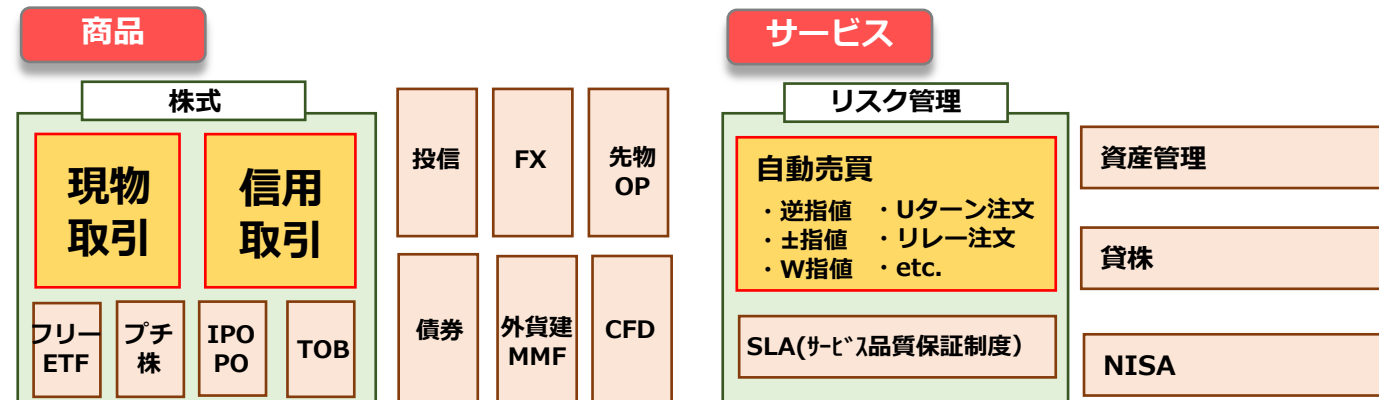 商品
株式
現物
取引
信用
取引
フリー
ETF
プチ
株
IPO
PO
TOB
投信
FX
先物
OP
債券
外貨建
MMF
CFD
サービス
リスク管理
自動売買
・逆指値 ・Uターン注文
・±指値 ・リレー注文
・W指値 ・etc.
SLA(ｻｰﾋﾞｽ品質保証制度）
資産管理
貸株
NISA